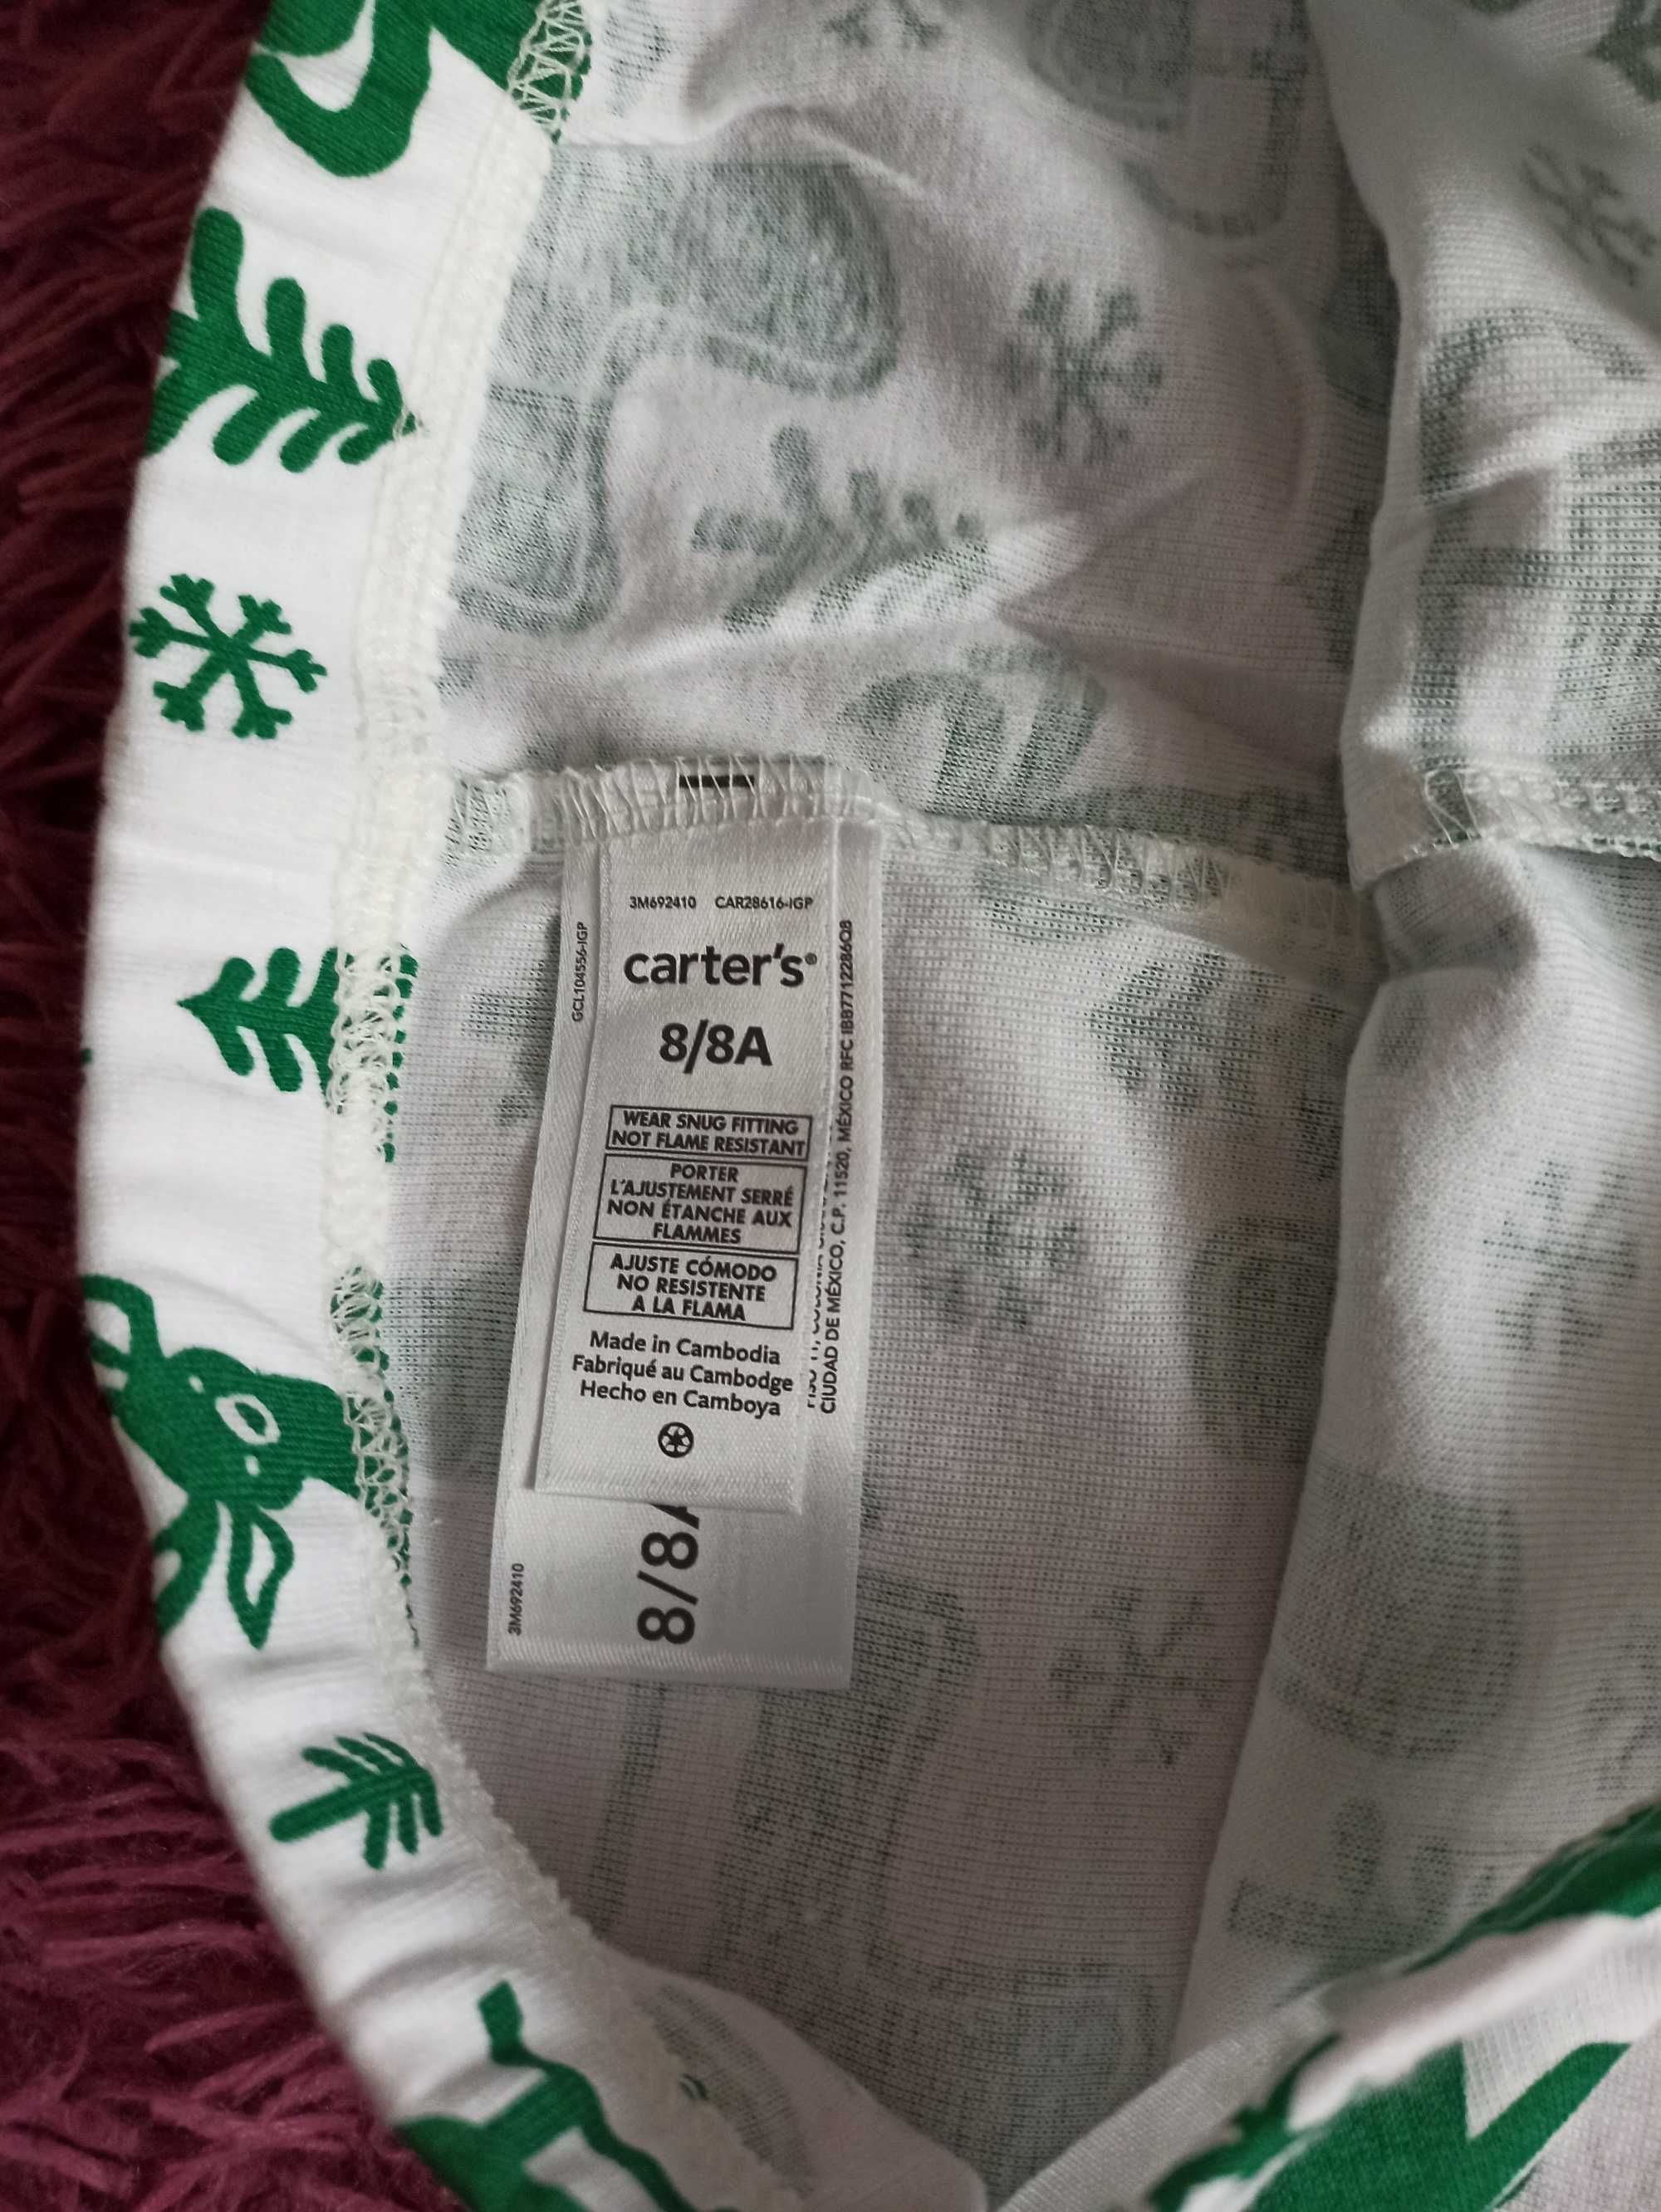 3M692410 CAR28616-IGP
carter's®
8/8A
WEAR SNUG FITTING
NOT FLAME RESISTANT
PORTER
L'AJUSTEMENT SERRÉ
NON ÉTANCHE AUX
FLAMMES
AJUSTE CÓMODO
NO RESISTENTE
A LA FLAMA
Made in Cambodia
Fabriqué au Cambodge
Hecho en Camboya
GCL104556-IGP
CIUDAD DE MÉXICO, C.P. 11520, MÉXICO RFC IBB7712286Q8
3M692410
8/8A